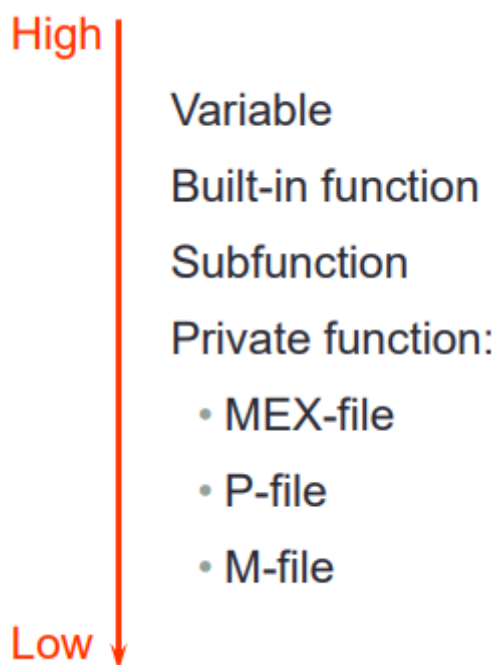 High
Variable
Built-in function
Subfunction
Private function:
• MEX-file
• P-file
• M-file
Low